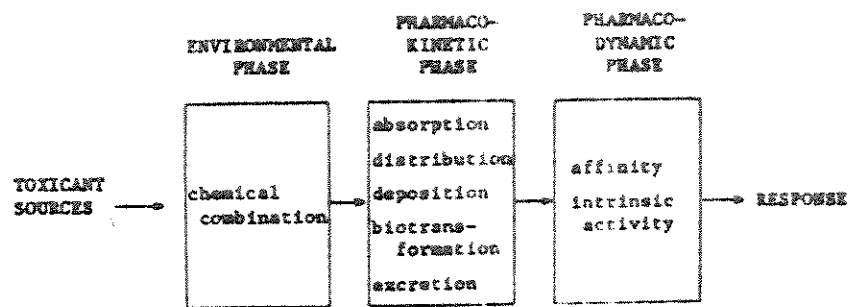 ENVIRONMENTAL
PHASE
PHARMACO-
KINETIC
PHASE
PHARMACO-
DYNAMIC
PHASE
TOXICANT
SOURCES
chemical
combination
absorption
distribution
deposition
biotrans-
formation
excretion
affinity
intrinsic
activity
RESPONSE